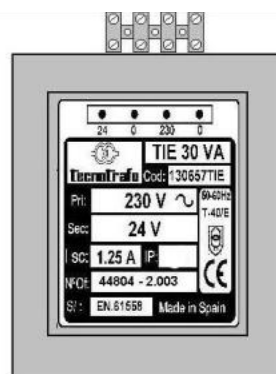 24 0 230 0
TIE 30 VA
TecnoTrafo Cod: 130657TIE
Pri: 230 V ~ 50-60Hz
T-40/E
Sec: 24 V
I sc: 1.25 A IP:
NºOf: 44804 - 2.003
CE
S/: EN.61558 Made in Spain